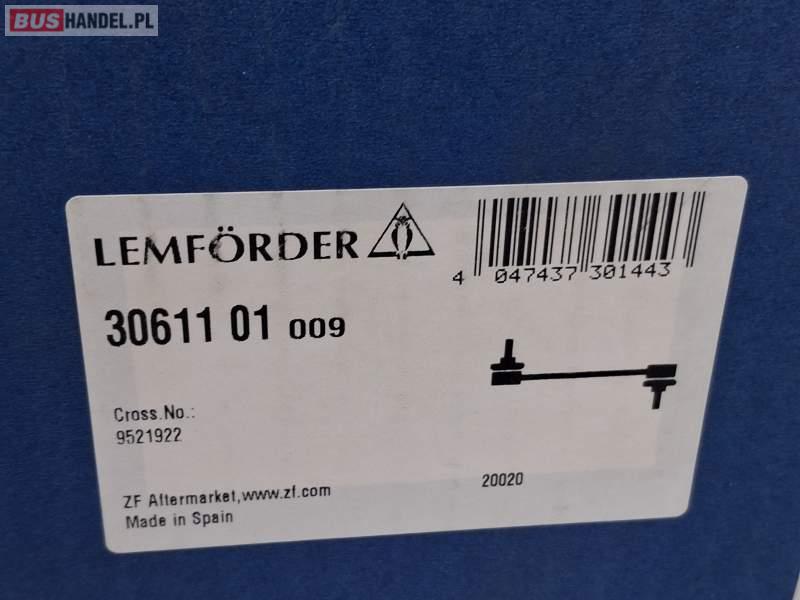 BUSHANDEL.PL
LEMFÖRDER
4 047437 301443
30611 01 009
Cross.No.:
9521922
20020
ZF Aftermarket,www.zf.com
Made in Spain